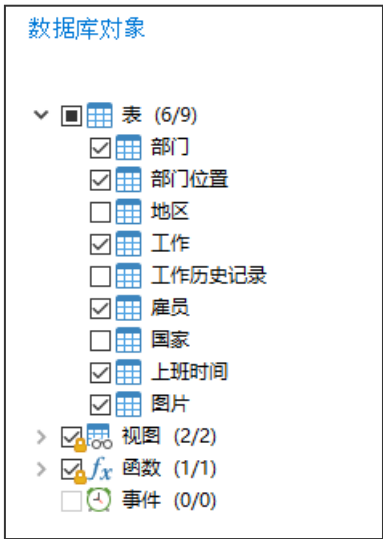 数据库对象
表 (6/9)
部门
部门位置
地区
工作
工作历史记录
雇员
国家
上班时间
图片
视图 (2/2)
fx 函数 (1/1)
事件 (0/0)